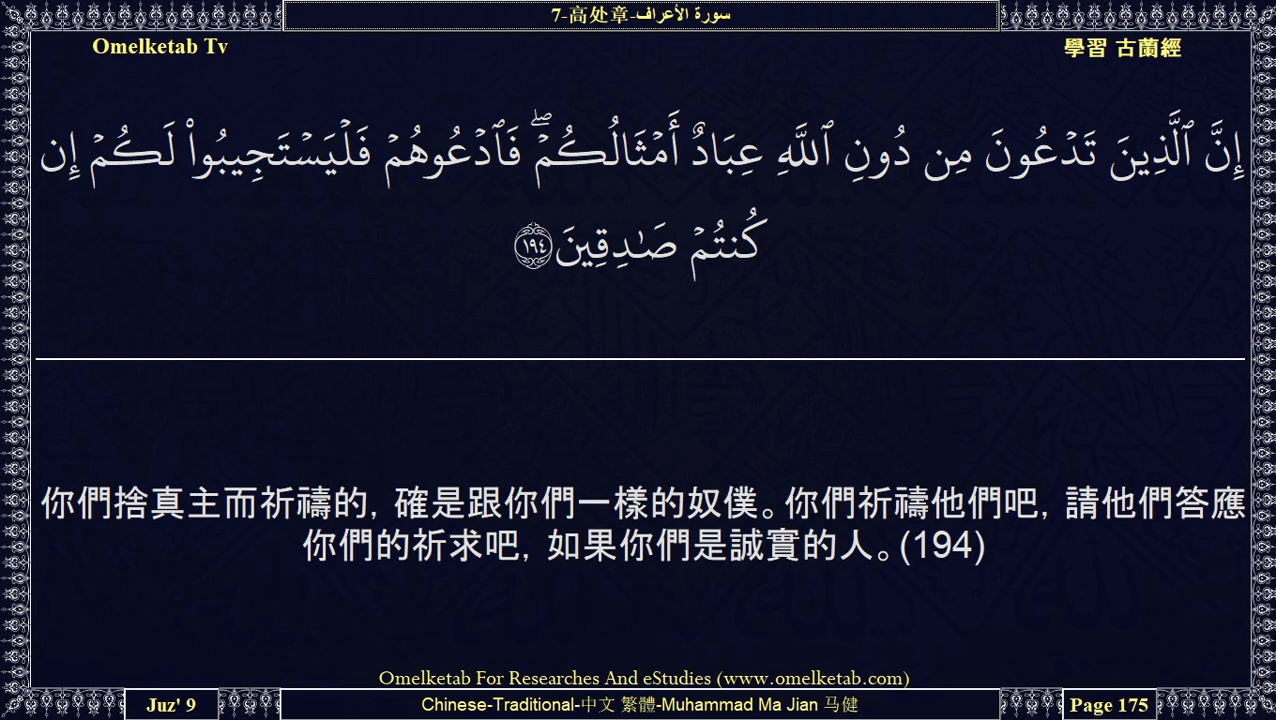 7-高处章-سورة الأعراف
Omelketab Tv
學習 古蘭經
إِنَّ ٱلَّذِينَ تَدۡعُونَ مِن دُونِ ٱللَّهِ عِبَادٌ أَمۡثَالُكُمۡۖ فَٱدۡعُوهُمۡ فَلۡيَسۡتَجِيبُواْ لَكُمۡ إِن
كُنتُمۡ صَٰدِقِينَ ١٩٤
你們捨真主而祈禱的，確是跟你們一樣的奴僕。你們祈禱他們吧，請他們答應
你們的祈求吧，如果你們是誠實的人。(194)
Omelketab For Researches And eStudies (www.omelketab.com)
Juz' 9
Chinese-Traditional-中文 繁體-Muhammad Ma Jian 马健
Page 175